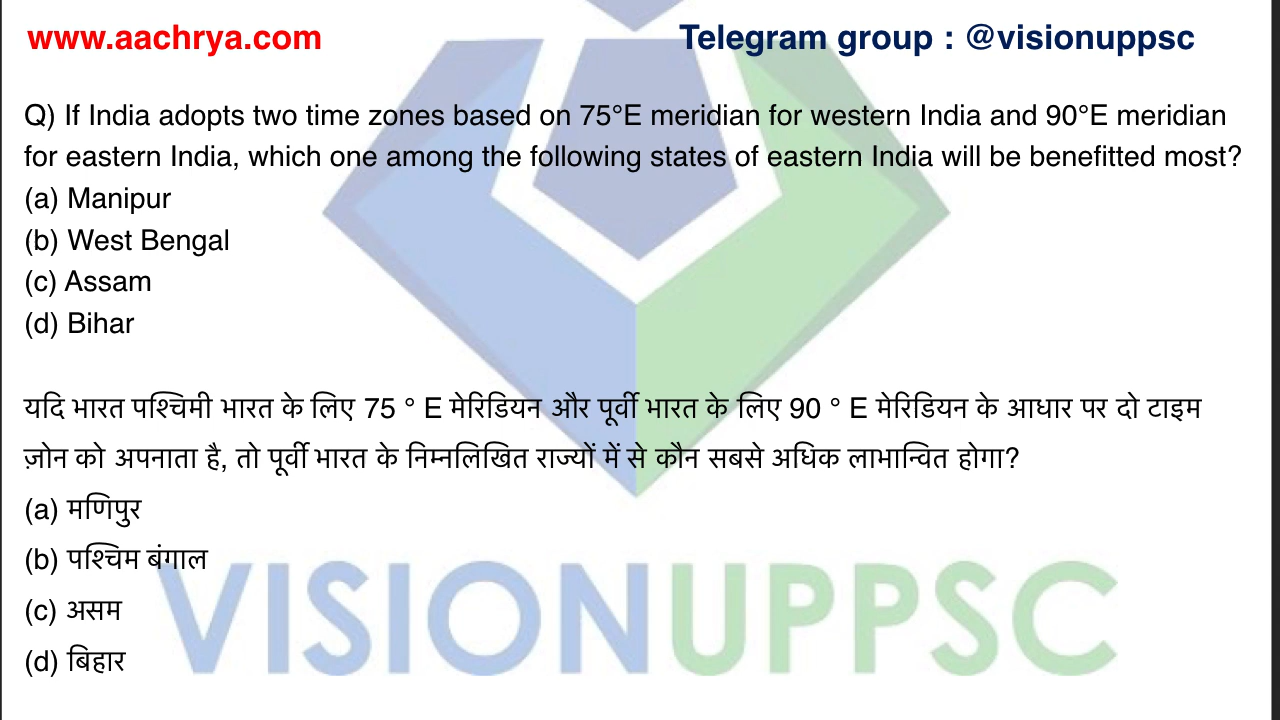 www.aachrya.com Telegram group : @visionuppsc
Q) If India adopts two time zones based on 75°E meridian for western India and 90°E meridian
for eastern India, which one among the following states of eastern India will be benefitted most?
(a) Manipur
(b) West Bengal
(c) Assam
(d) Bihar
यदि भारत पश्चिमी भारत के लिए 75 ° E मेरिडियन और पूर्वी भारत के लिए 90 ° E मेरिडियन के आधार पर दो टाइम
ज़ोन को अपनाता है, तो पूर्वी भारत के निम्नलिखित राज्यों में से कौन सबसे अधिक लाभान्वित होगा?
(a) मणिपुर
(b) पश्चिम बंगाल
(c) असम
(d) बिहार
VISIONUPPSC